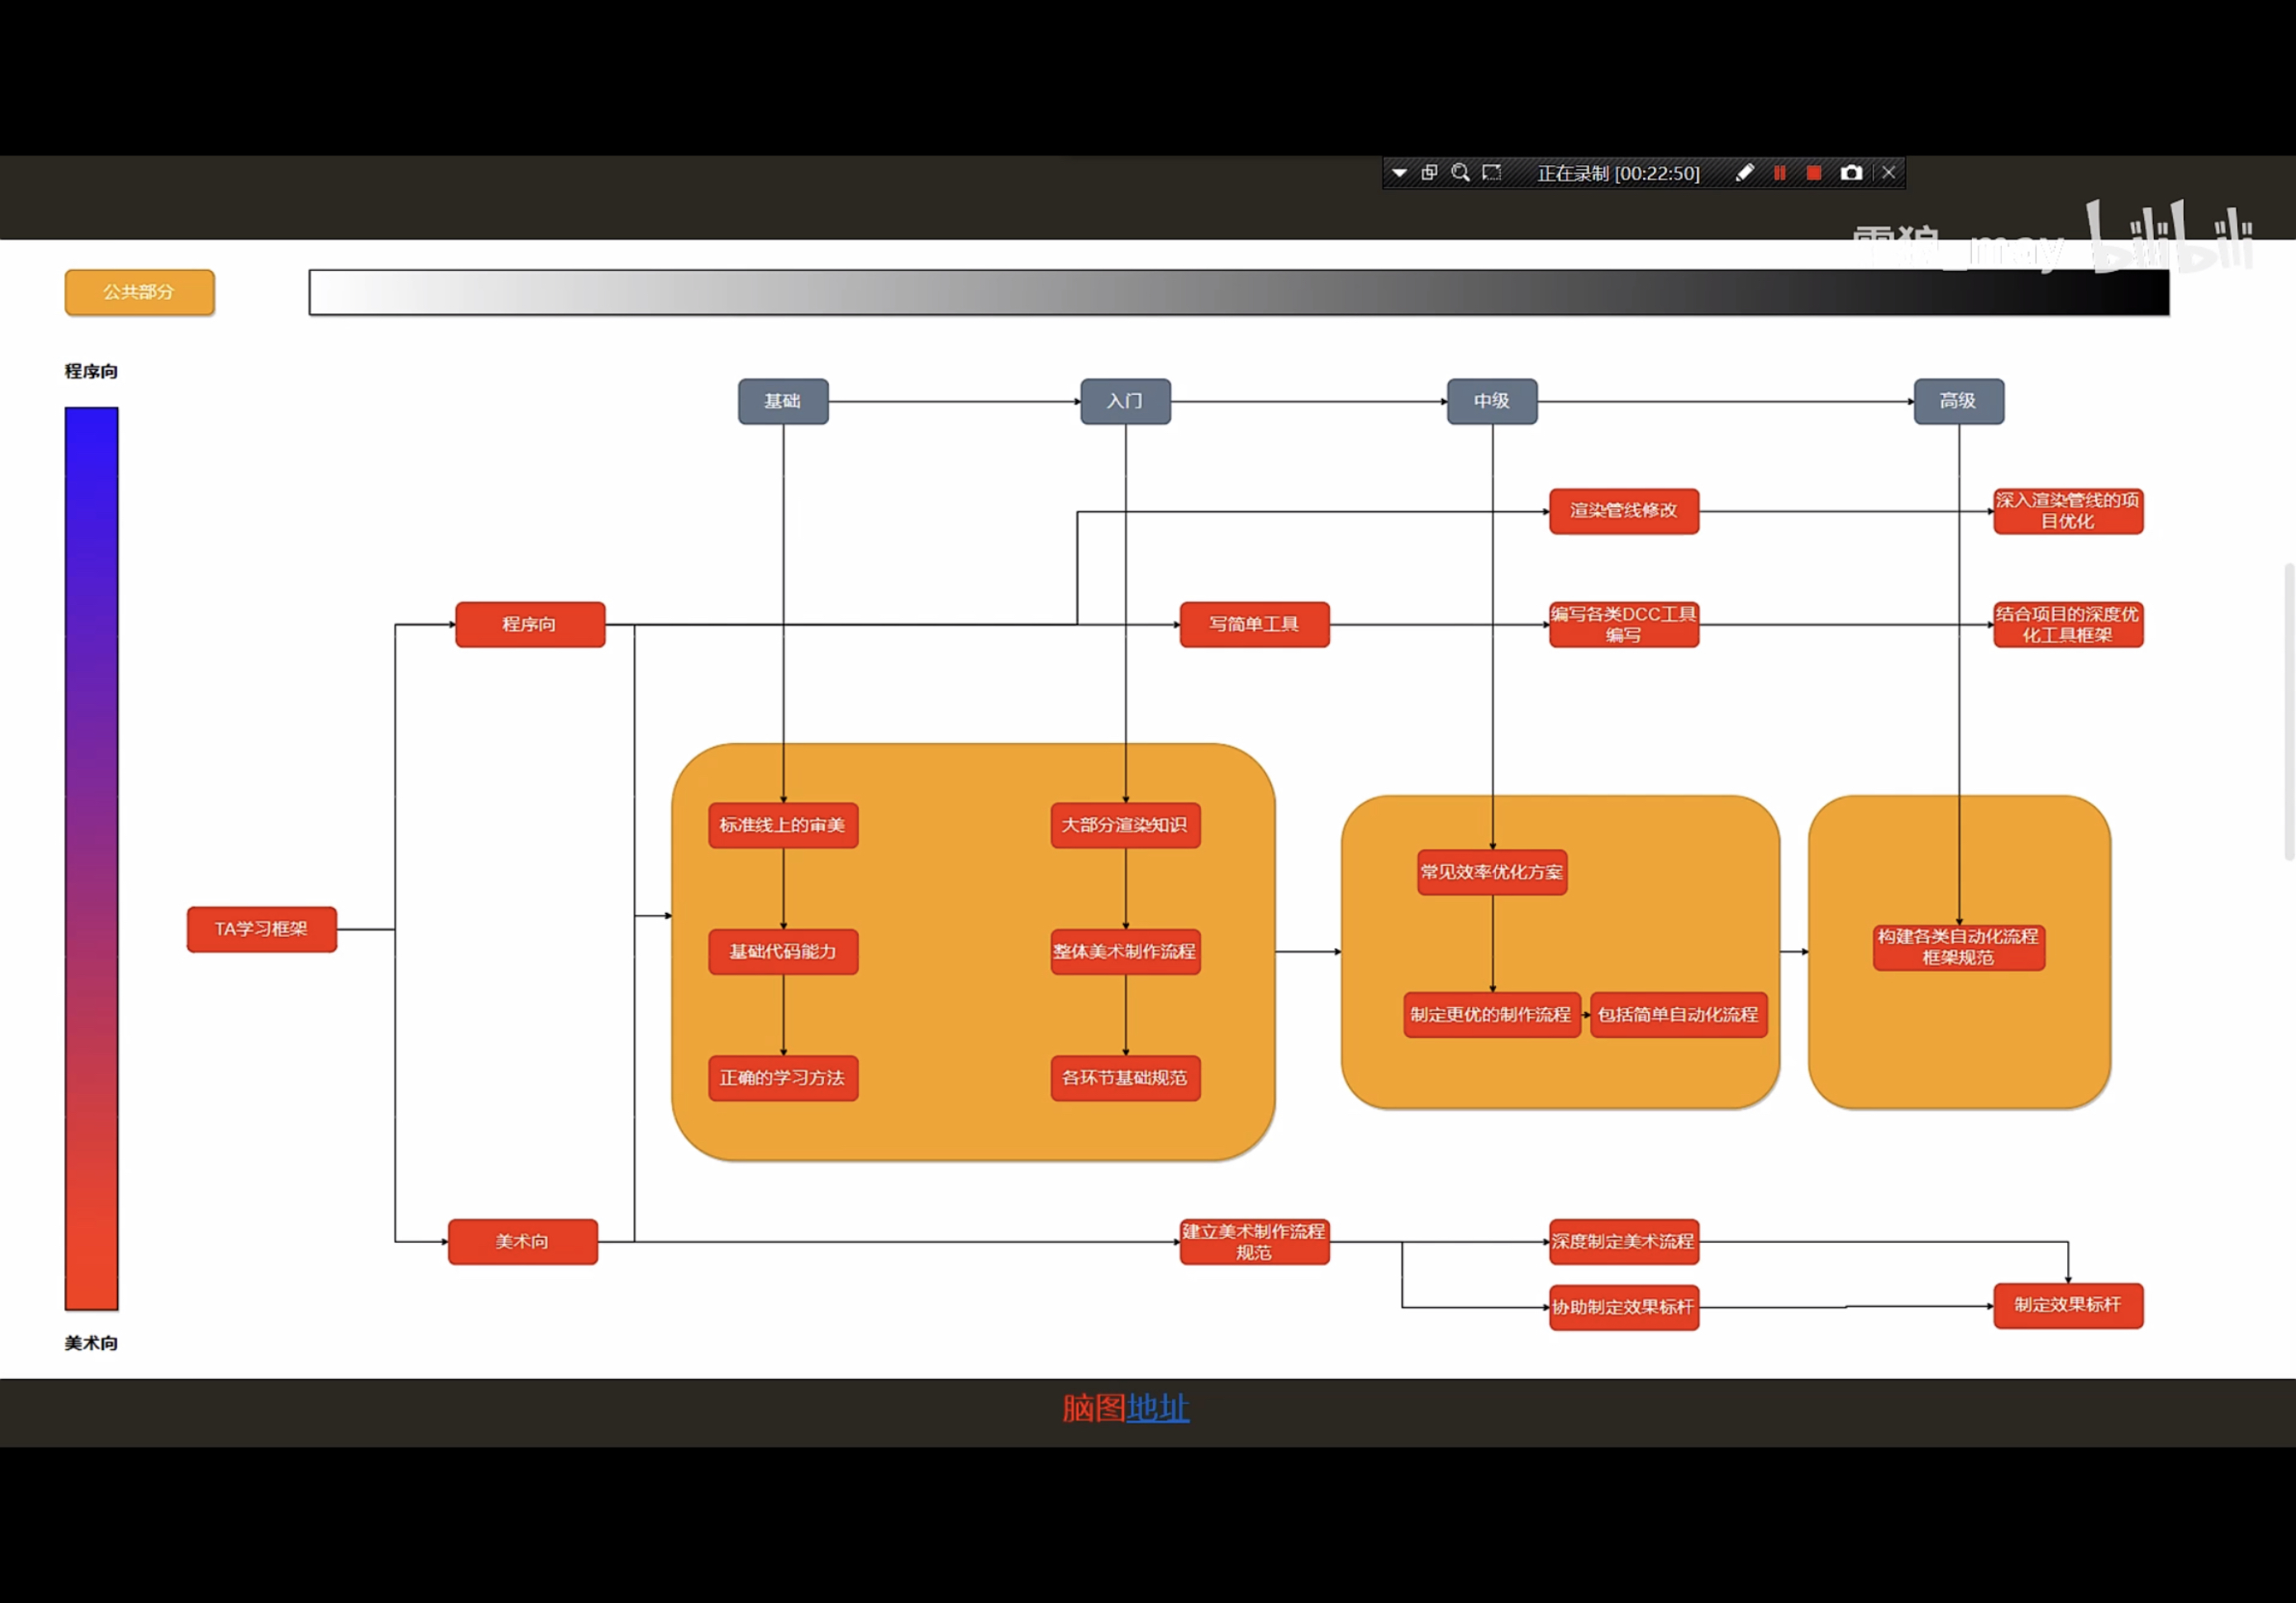 正在录制 [00:22:50]
雪狼_may bilibili
公共部分
程序向
基础
入门
中级
高级
渲染管线修改
深入渲染管线的项
目优化
程序向
写简单工具
编写各类DCC工具
编写
结合项目的深度优
化工具框架
标准线上的审美
大部分渲染知识
常见效率优化方案
TA学习框架
基础代码能力
整体美术制作流程
构建各类自动化流程
框架规范
制定更优的制作流程
包括简单自动化流程
正确的学习方法
各环节基础规范
美术向
建立美术制作流程
规范
深度制定美术流程
协助制定效果标杆
制定效果标杆
美术向
脑图地址